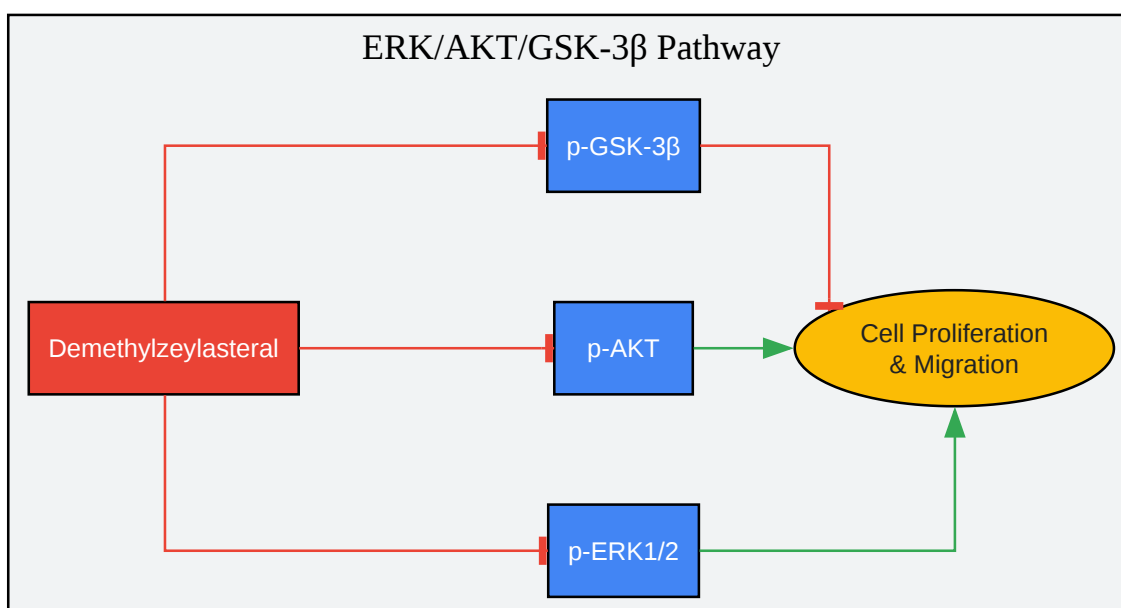 ERK/AKT/GSK-3β Pathway
p-GSK-3β
Demethylzeylasteral
p-AKT
Cell Proliferation
& Migration
p-ERK1/2